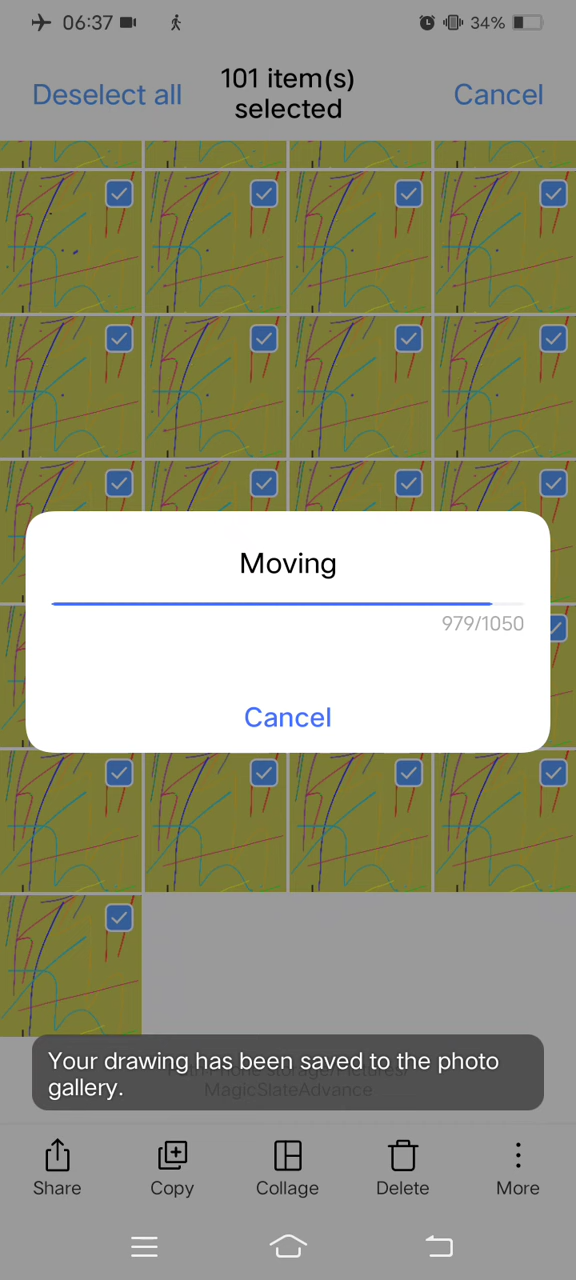 06:37
34%
Deselect all
101 item(s)
selected
Cancel
Moving
979/1050
Cancel
Your drawing has been saved to the photo
gallery.
MagicSlateAdvance
Share
Copy
Collage
Delete
More